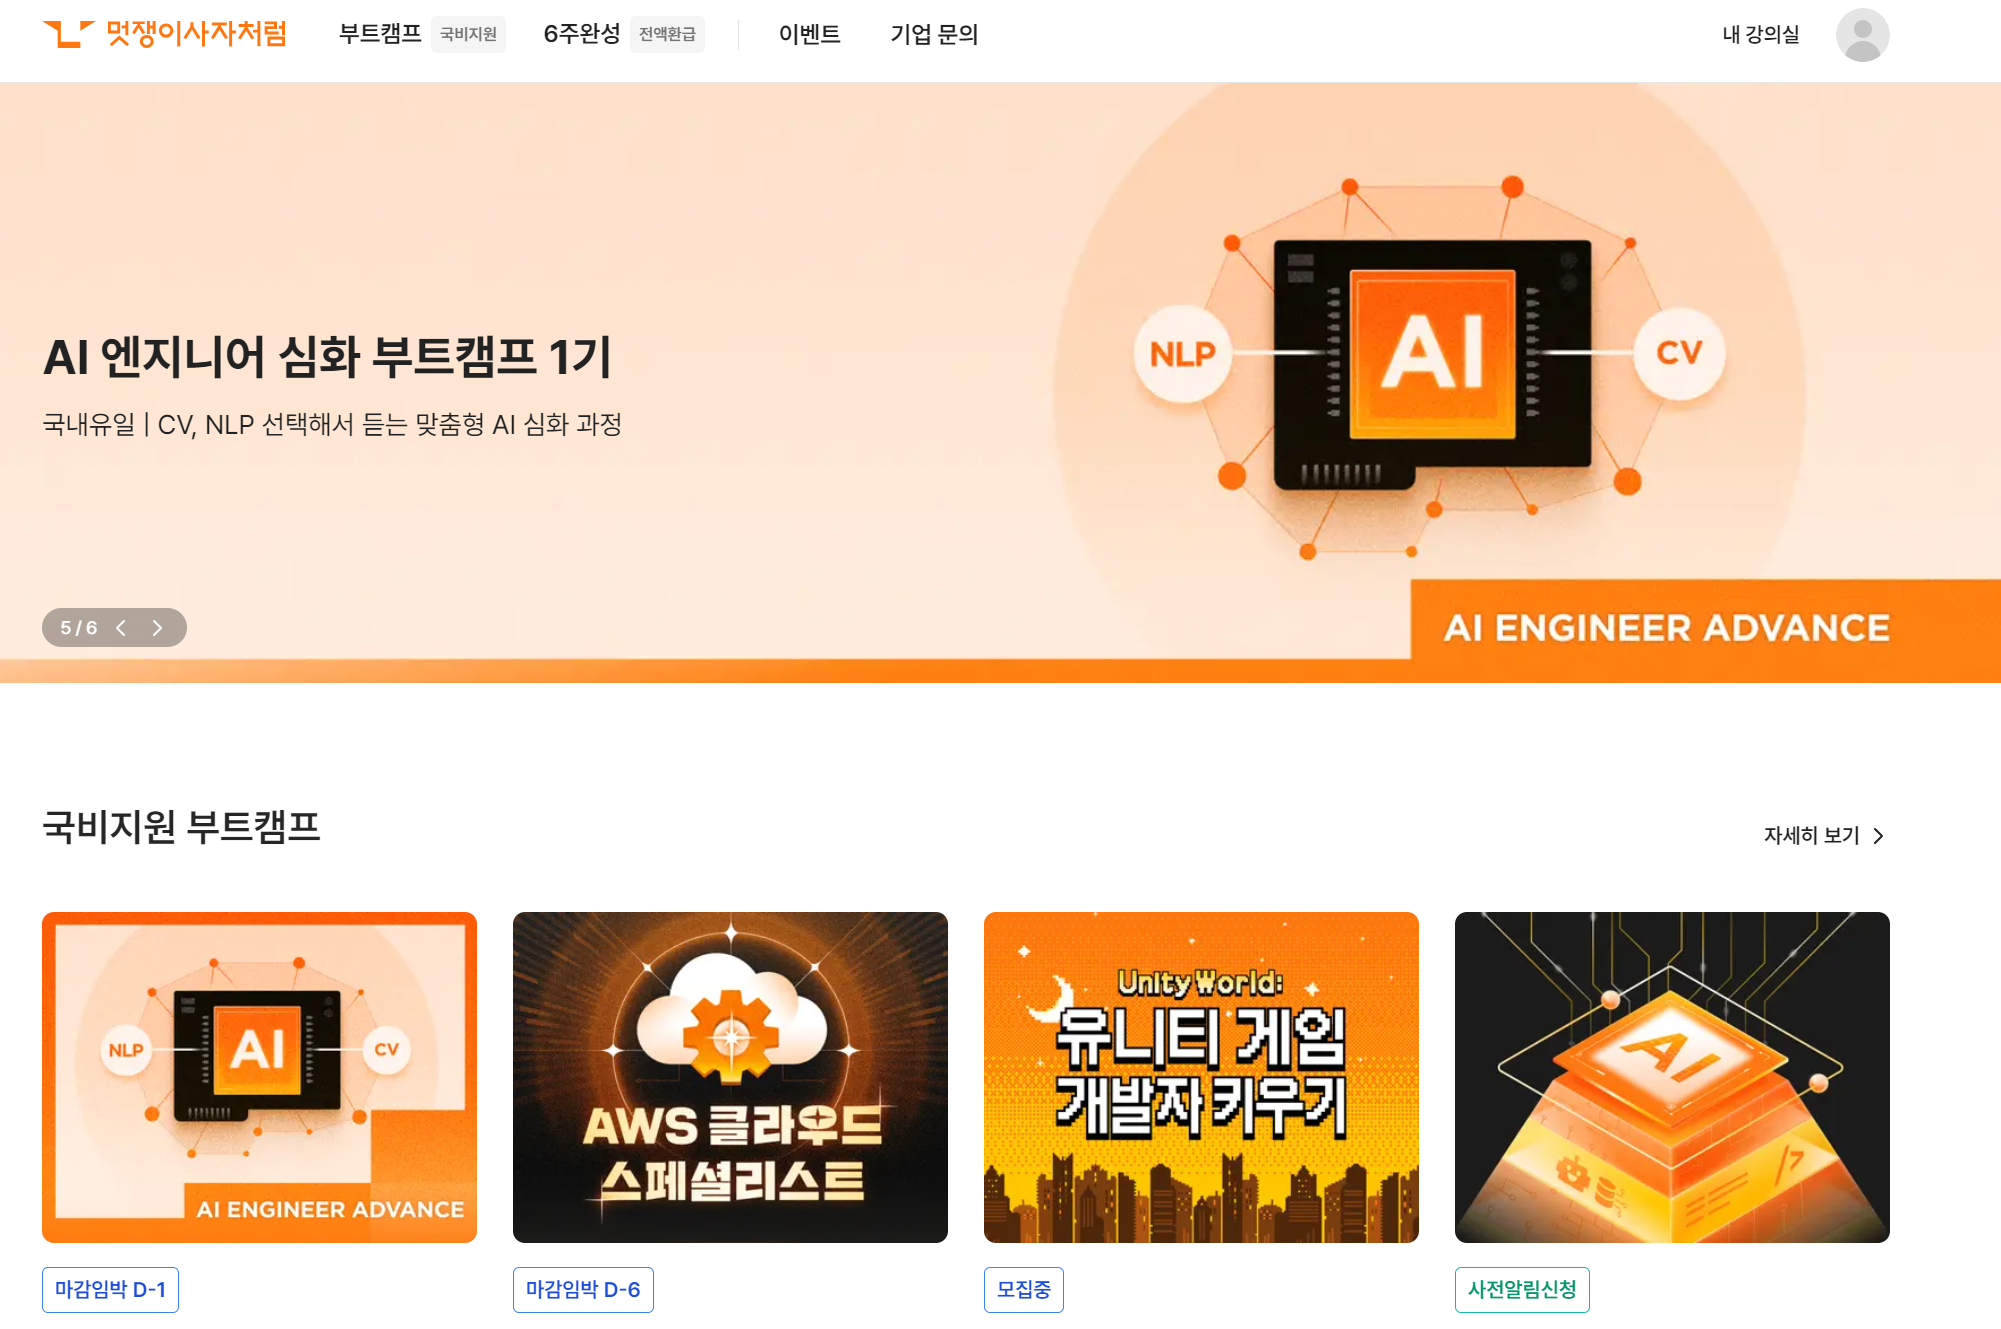 멋쟁이사자처럼
부트캠프 국비지원 6주완성 전액환급 이벤트 기업 문의 내 강의실
NLP AI CV
AI 엔지니어 심화 부트캠프 1기
국내유일 | CV, NLP 선택해서 듣는 맞춤형 AI 심화 과정
5 / 6
AI ENGINEER ADVANCE
국비지원 부트캠프
자세히 보기
NLP AI CV
AI ENGINEER ADVANCE
AWS 클라우드
스페셜리스트
Unity World:
유니티 게임
개발자 키우기
AI
마감임박 D-1
마감임박 D-6
모집중
사전알림신청